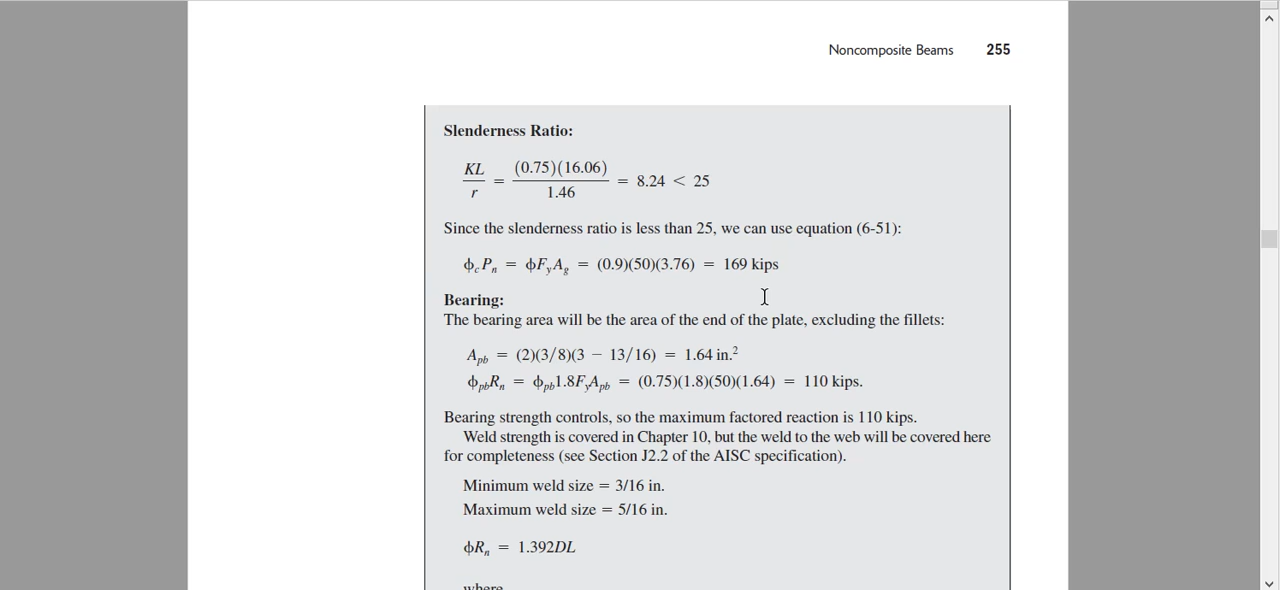 Noncomposite Beams 255
Slenderness Ratio:
KL/r = (0.75)(16.06)/1.46 = 8.24 < 25
Since the slenderness ratio is less than 25, we can use equation (6-51):
ϕcPn = ϕFyAg = (0.9)(50)(3.76) = 169 kips
Bearing:
The bearing area will be the area of the end of the plate, excluding the fillets:
Apb = (2)(3/8)(3 − 13/16) = 1.64 in.²
ϕpbRn = ϕpb1.8FyApb = (0.75)(1.8)(50)(1.64) = 110 kips.
Bearing strength controls, so the maximum factored reaction is 110 kips.
Weld strength is covered in Chapter 10, but the weld to the web will be covered here
for completeness (see Section J2.2 of the AISC specification).
Minimum weld size = 3/16 in.
Maximum weld size = 5/16 in.
ϕRn = 1.392DL
where